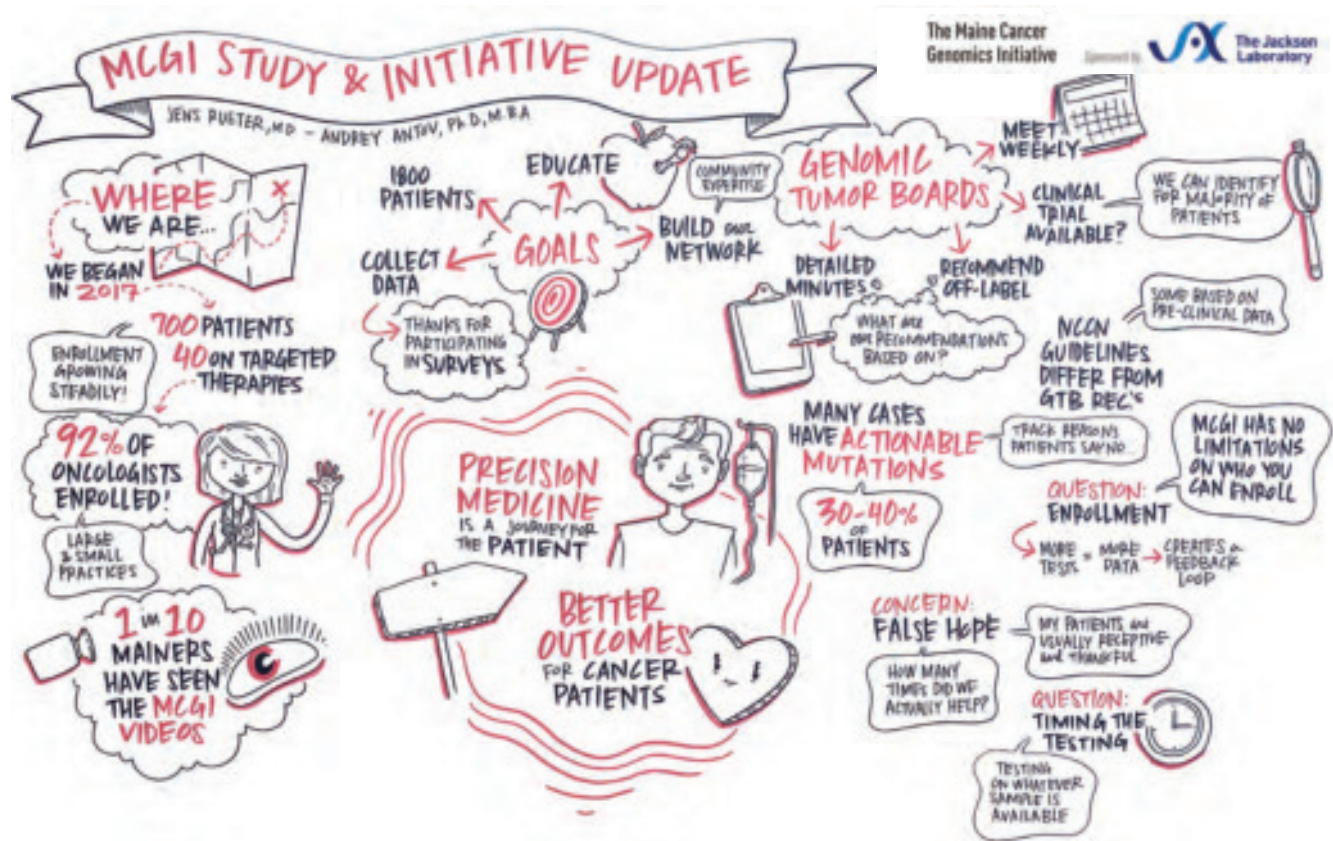 The Maine Cancer
Genomics Initiative
Sponsored by
JAX
The Jackson
Laboratory
MCGI STUDY & INITIATIVE UPDATE
JENS RUETER, MD - ANDREY ANTOV, Ph.D, M.B.A
WHERE
WE ARE...
WE BEGAN
IN 2017
700 PATIENTS
40 ON TARGETED
THERAPIES
ENROLLMENT
GROWING
STEADILY!
92% OF
ONCOLOGISTS
ENROLLED!
LARGE
& SMALL
PRACTICES
1 in 10
MAINERS
HAVE SEEN
THE MCGI
VIDEOS
GOALS
1800
PATIENTS
EDUCATE
COMMUNITY
EXPERTISE
BUILD our
NETWORK
COLLECT
DATA
THANKS FOR
PARTICIPATING
IN SURVEYS
PRECISION
MEDICINE
IS A JOURNEY FOR
THE PATIENT
BETTER
OUTCOMES
FOR CANCER
PATIENTS
GENOMIC
TUMOR BOARDS
MEET
WEEKLY
CLINICAL
TRIAL
AVAILABLE?
WE CAN IDENTIFY
FOR MAJORITY OF
PATIENTS
DETAILED
MINUTES
RECOMMEND
OFF-LABEL
WHAT are
our RECOMMENDATIONS
BASED ON?
NCCN
GUIDELINES
DIFFER FROM
GTB REC's
SOME BASED ON
PRE-CLINICAL DATA
MANY CASES
HAVE ACTIONABLE
MUTATIONS
30-40%
OF
PATIENTS
TRACK REASONS
PATIENTS SAY NO...
QUESTION:
ENROLLMENT
MCGI HAS NO
LIMITATIONS
ON WHO YOU
CAN ENROLL
MORE
TESTS = MORE
DATA → CREATES a
FEEDBACK
LOOP
CONCERN:
FALSE HOPE
MY PATIENTS are
USUALLY RECEPTIVE
and THANKFUL
HOW MANY
TIMES DID WE
ACTUALLY HELP?
QUESTION:
TIMING THE
TESTING
TESTING
ON WHATEVER
SAMPLE IS
AVAILABLE